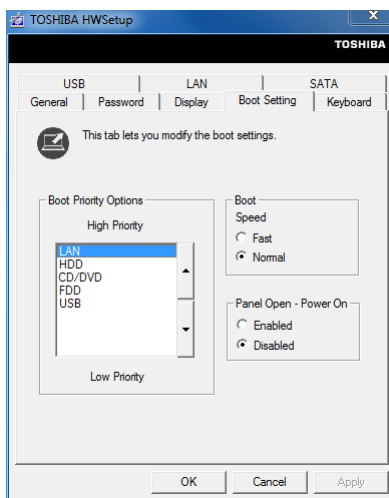 TOSHIBA HWSetup
TOSHIBA
USB LAN SATA
General Password Display Boot Setting Keyboard
This tab lets you modify the boot settings.
Boot Priority Options
High Priority
LAN
HDD
CD/DVD
FDD
USB
Low Priority
Boot
Speed
Fast
Normal
Panel Open - Power On
Enabled
Disabled
OK Cancel Apply